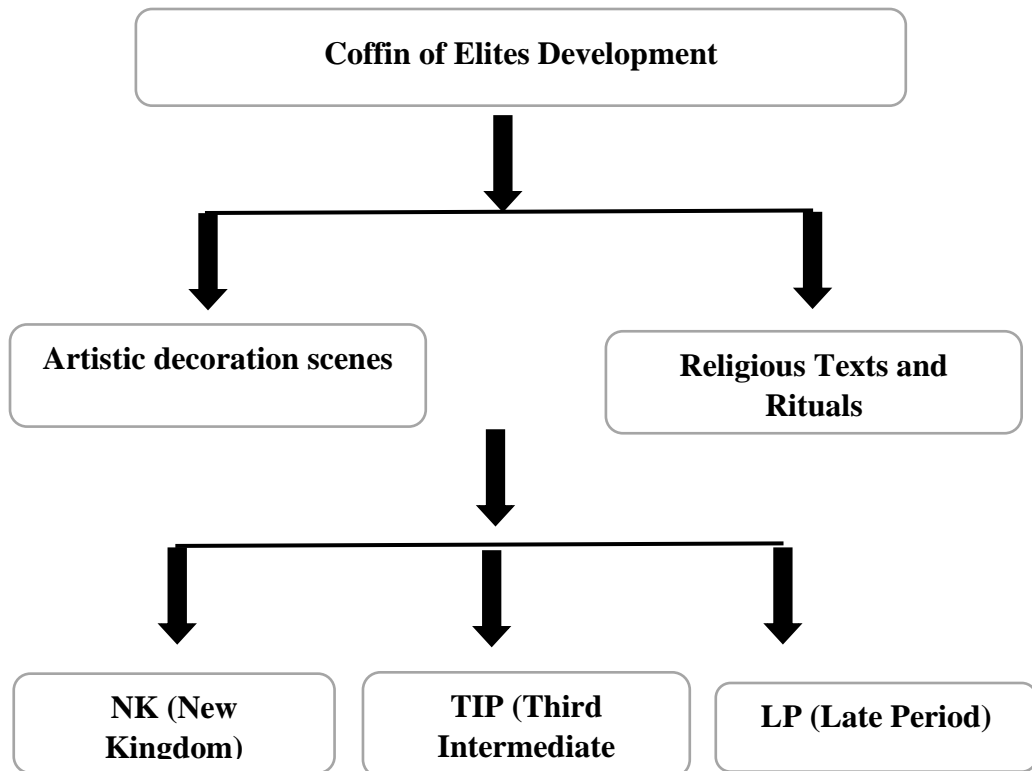 Coffin of Elites Development
Artistic decoration scenes
Religious Texts and
Rituals
NK (New
Kingdom)
TIP (Third
Intermediate
LP (Late Period)